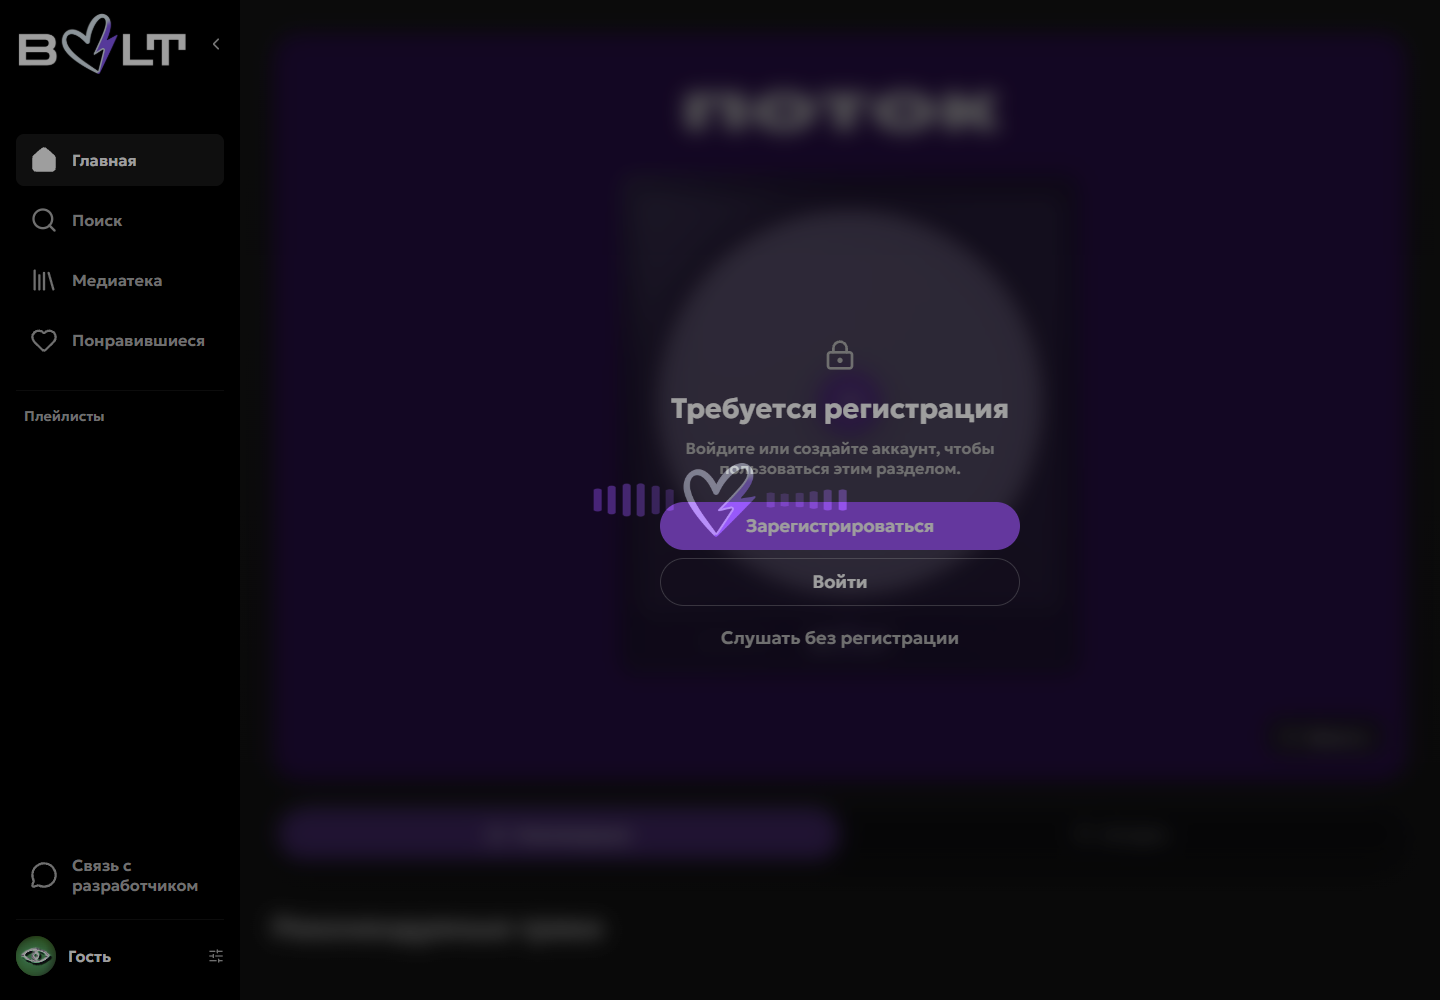 BOLT
Главная
Поиск
Медиатека
Понравившиеся
Плейлисты
Связь с
разработчиком
Гость
ПОТОК
Требуется регистрация
Войдите или создайте аккаунт, чтобы
пользоваться этим разделом.
Зарегистрироваться
Войти
Слушать без регистрации